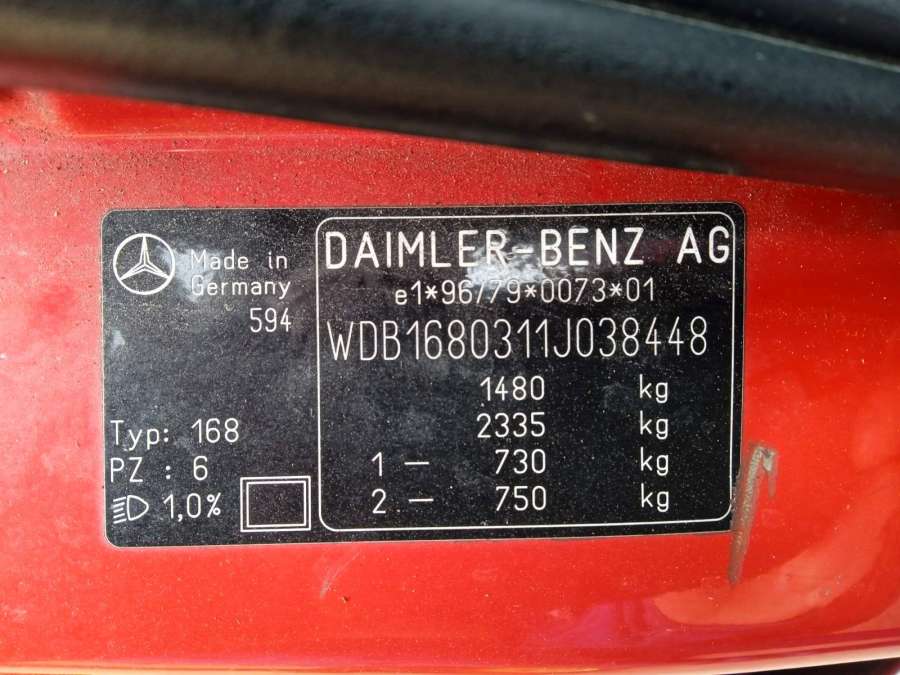 Made in
Germany
594
Typ: 168
PZ : 6
1,0%
DAIMLER-BENZ AG
e1*96/79*0073*01
WDB1680311J038448
1480 kg
2335 kg
1 — 730 kg
2 — 750 kg